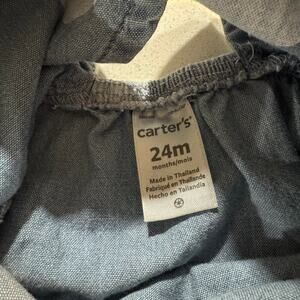 carter's
24m
months/mois
Made in Thailand
Fabriqué en Thaïlande
Hecho en Tailandia